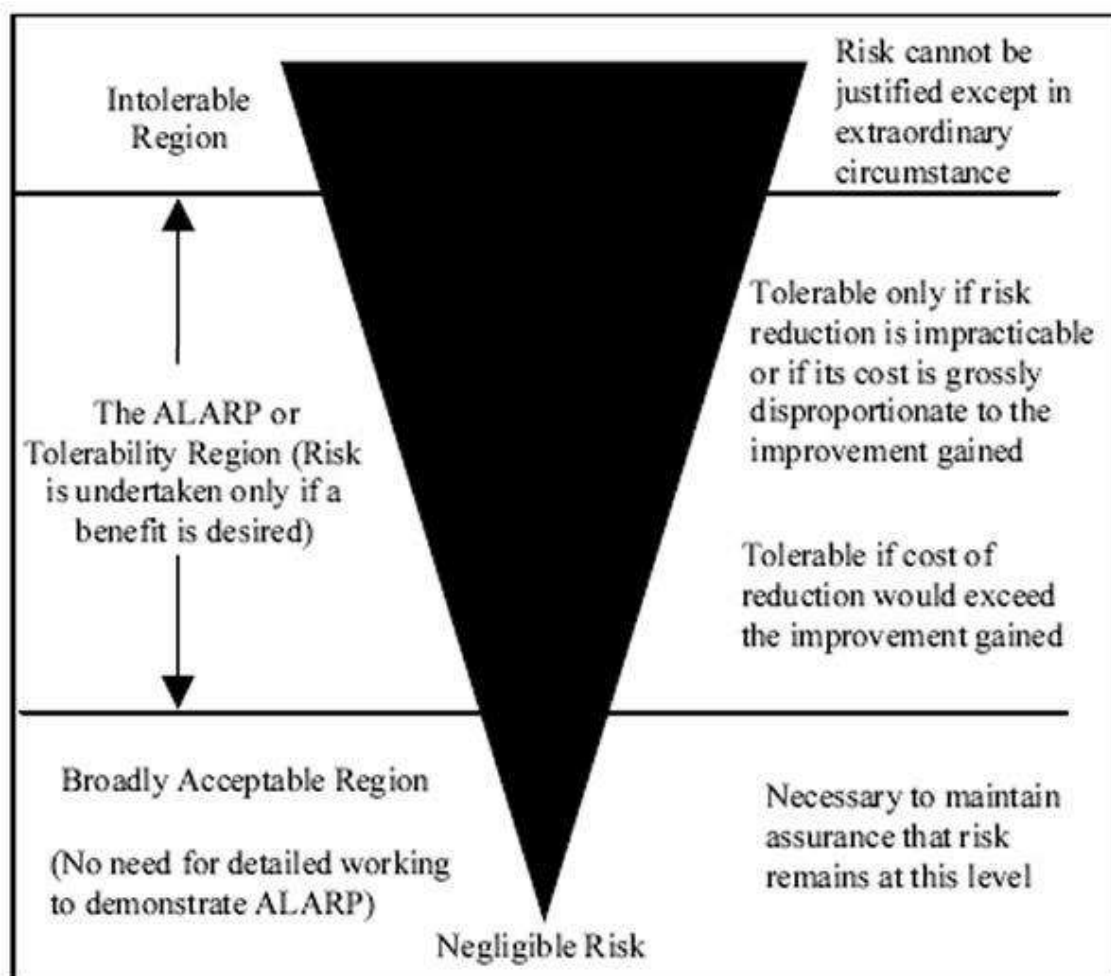 Intolerable
Region
Risk cannot be
justified except in
extraordinary
circumstance
The ALARP or
Tolerability Region (Risk
is undertaken only if a
benefit is desired)
Tolerable only if risk
reduction is impracticable
or if its cost is grossly
disproportionate to the
improvement gained
Tolerable if cost of
reduction would exceed
the improvement gained
Broadly Acceptable Region
(No need for detailed working
to demonstrate ALARP)
Necessary to maintain
assurance that risk
remains at this level
Negligible Risk